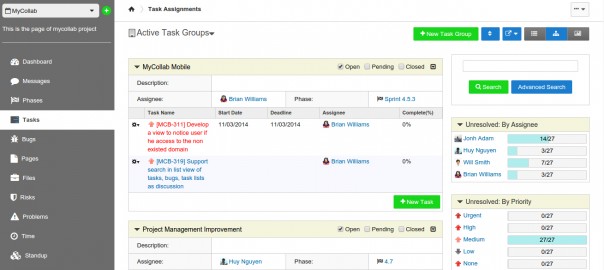 MyCollab
This is the page of mycollab project
Dashboard
Messages
Phases
Tasks
Bugs
Pages
Files
Risks
Problems
Time
Standup
Task Assignments
Active Task Groups
New Task Group
MyCollab Mobile
Open Pending Closed
Description:
Assignee: Brian Williams Phase: Sprint 4.5.3
Task Name Start Date Deadline Assignee Complete(%)
[MCB-311] Develop 11/03/2014 11/03/2014 Brian Williams 0%
a view to notice user if
he access to the non
existed domain
[MCB-319] Support Brian Williams 0%
search in list view of
tasks, bugs, task lists
as discussion
New Task
Project Management Improvement
Open Pending Closed
Description:
Assignee: Huy Nguyen Phase: 4.7
Search Advanced Search
Unresolved: By Assignee
Jonh Adam 14/27
Huy Nguyen 3/27
Will Smith 7/27
Brian Williams 3/27
Unresolved: By Priority
Urgent 0/27
High 0/27
Medium 27/27
Low 0/27
None 0/27